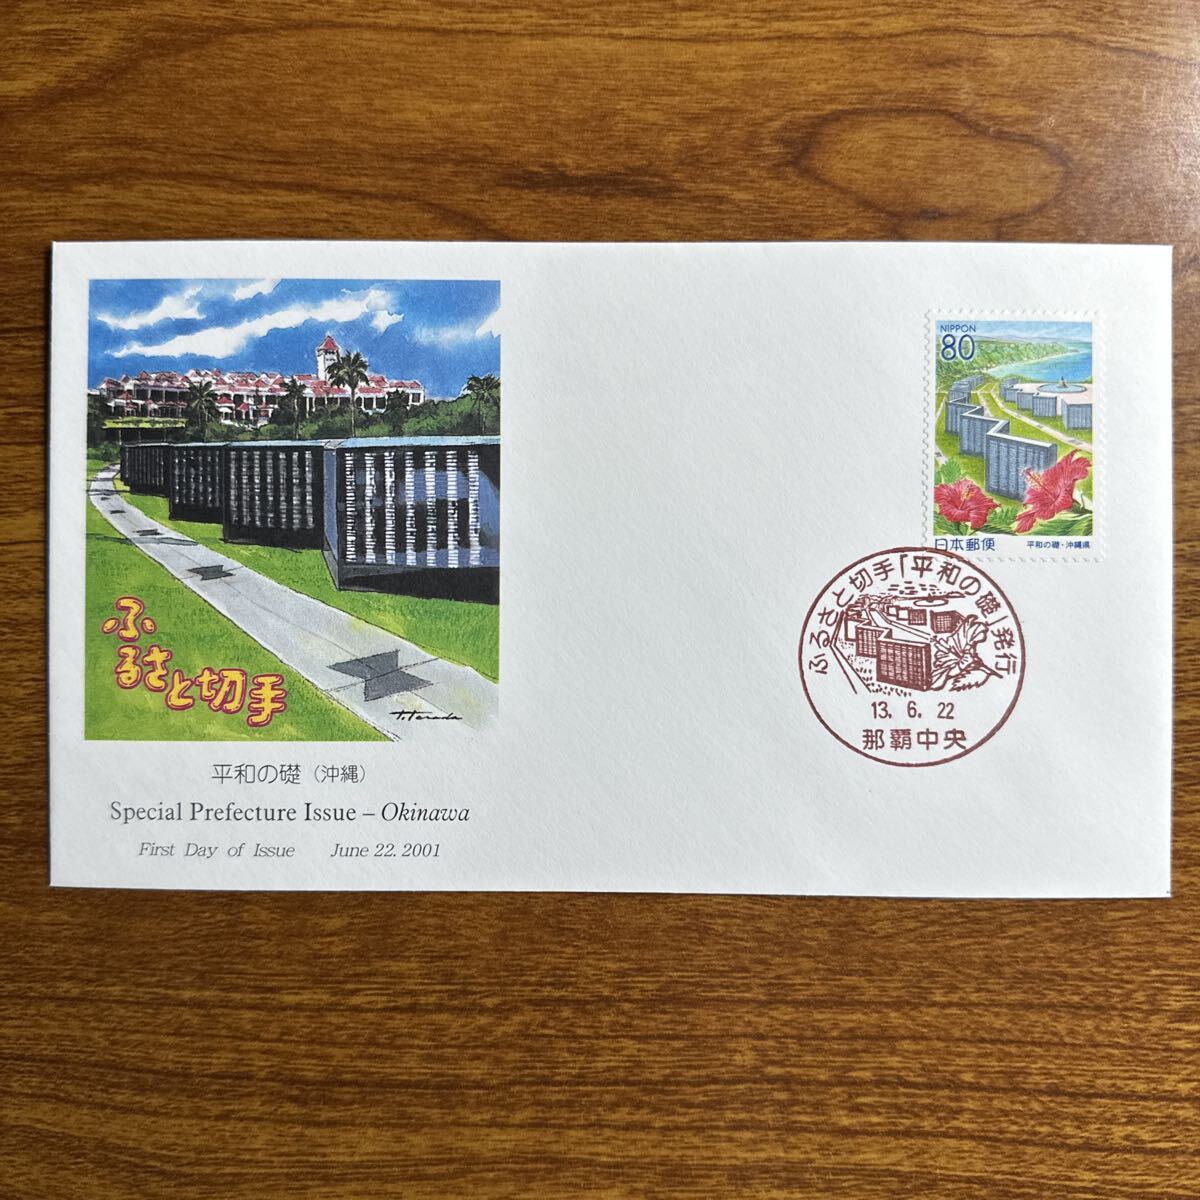 ふ
るさと切手
T. Terada
平和の礎（沖縄）
Special Prefecture Issue – Okinawa
First Day of Issue June 22. 2001
NIPPON
80
日本郵便 平和の礎・沖縄県
ふるさと切手「平和の礎」発行
13. 6. 22
那覇中央